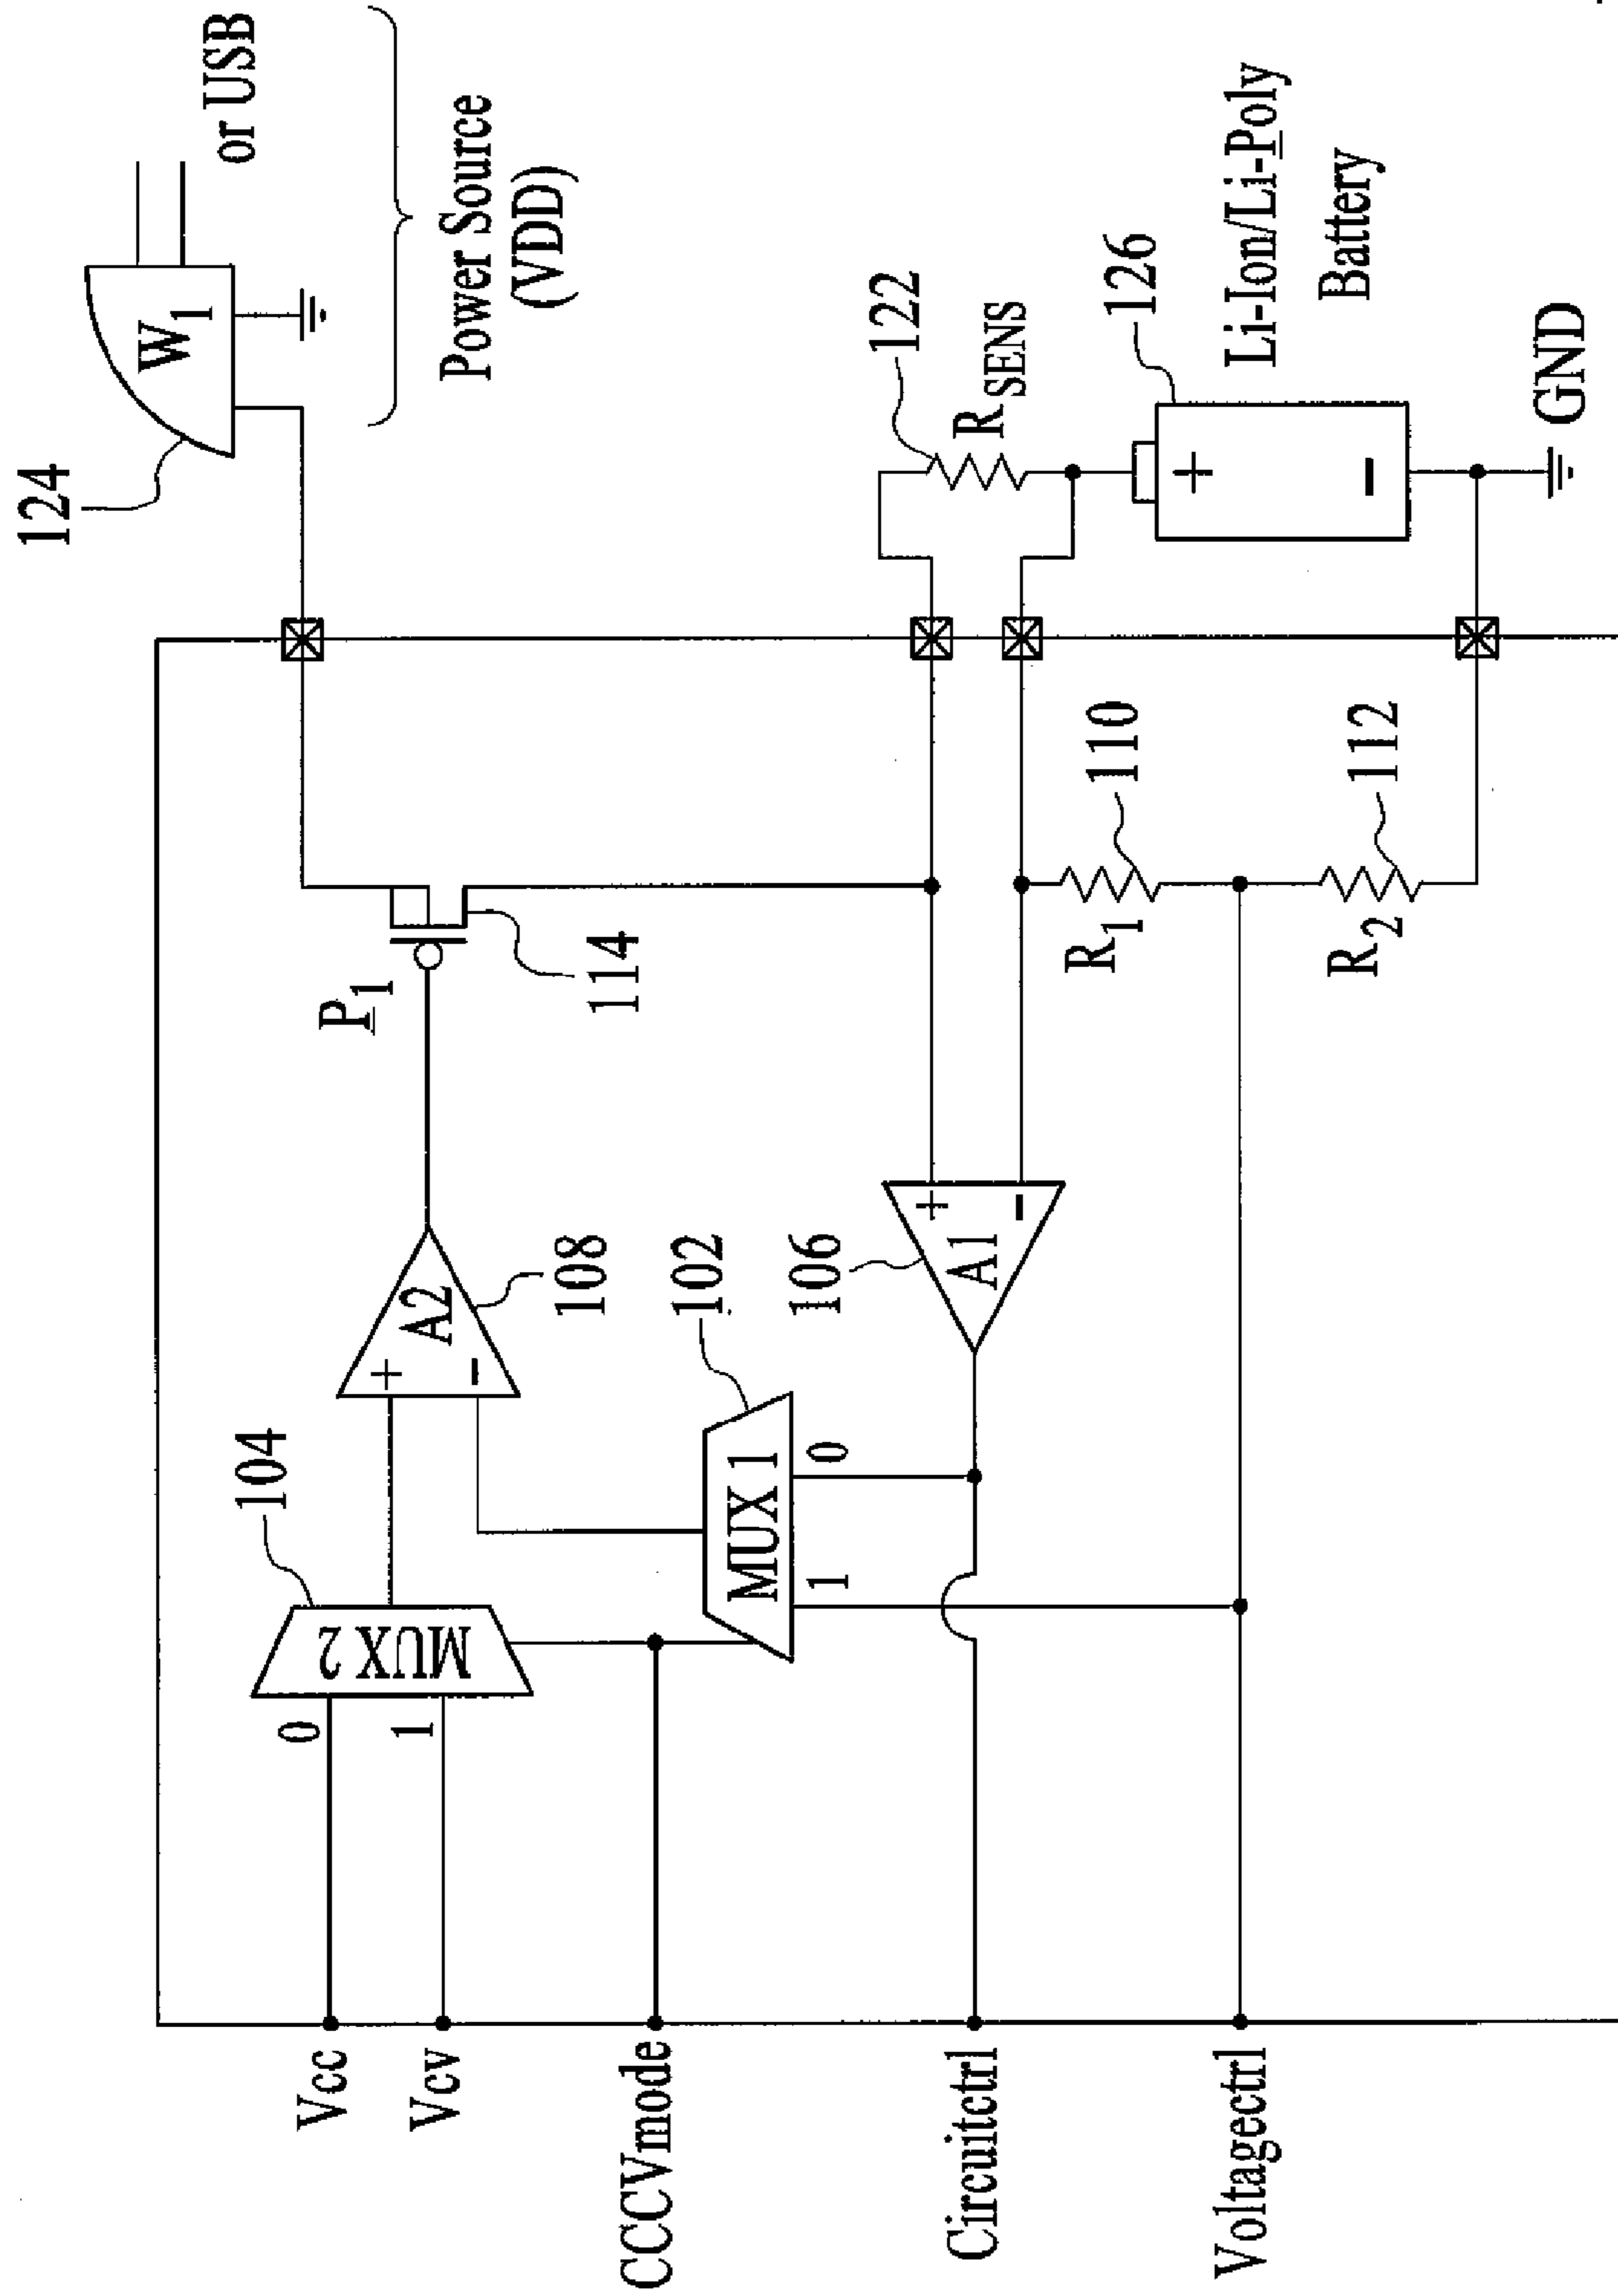 124
W1
or USB
Power Source
(VDD)
104
MUX 2
0
1
A2
+
−
108
P1
114
102
MUX 1
1
0
106
A1
+
−
122
RSENS
126
+
−
Li-Ion/Li-Poly
Battery
GND
R1
110
R2
112
Vcc
Vcv
CCCVmode
Circuitctrl
Voltagectrl